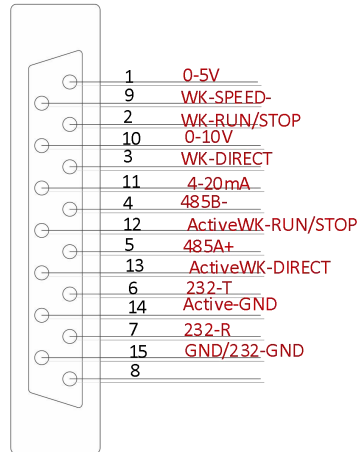 1 0-5V
9 WK-SPEED-
2 WK-RUN/STOP
10 0-10V
3 WK-DIRECT
11 4-20mA
4 485B-
12 ActiveWK-RUN/STOP
5 485A+
13 ActiveWK-DIRECT
6 232-T
14 Active-GND
7 232-R
15 GND/232-GND
8